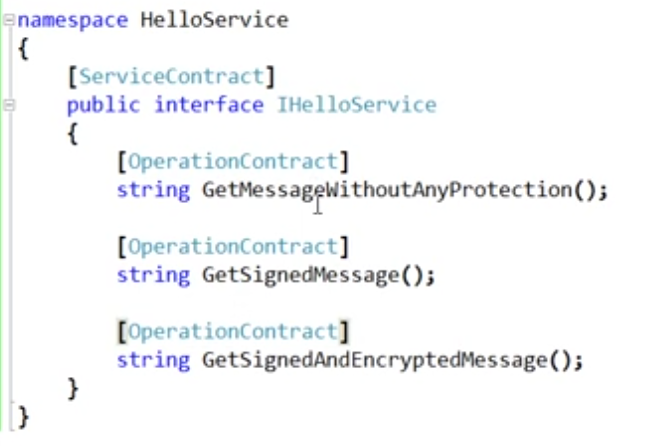 namespace HelloService
{
[ServiceContract]
public interface IHelloService
{
[OperationContract]
string GetMessageWithoutAnyProtection();
[OperationContract]
string GetSignedMessage();
[OperationContract]
string GetSignedAndEncryptedMessage();
}
}